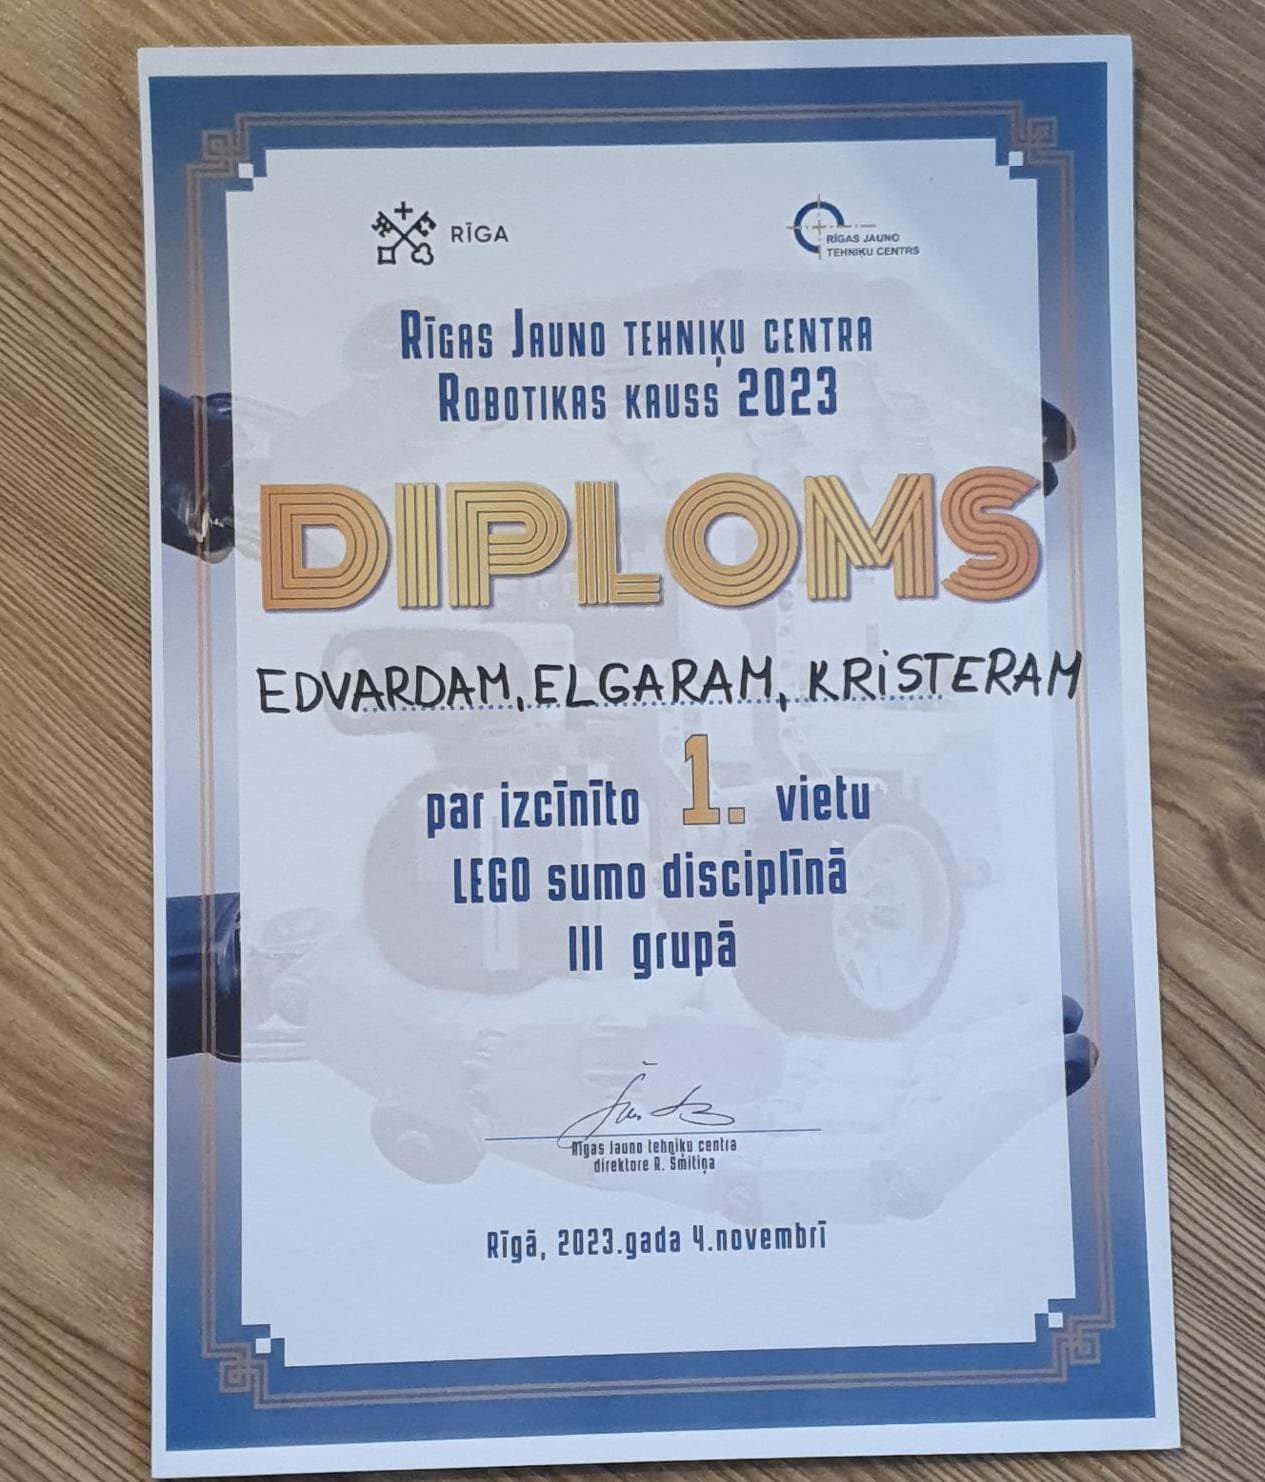 RĪGA
RĪGAS JAUNO
TEHNIĶU CENTRS
RĪGAS JAUNO TEHNIĶU CENTRA
ROBOTIKAS KAUSS 2023
DIPLOMS
EDVARDAM, ELGARAM, KRiSTERAM
par izcīnīto 1. vietu
LEGO sumo disciplīnā
III grupā
Rīgas Jauno tehniķu centra
direktore R. Šmitiņa
Rīgā, 2023.gada 4.novembrī